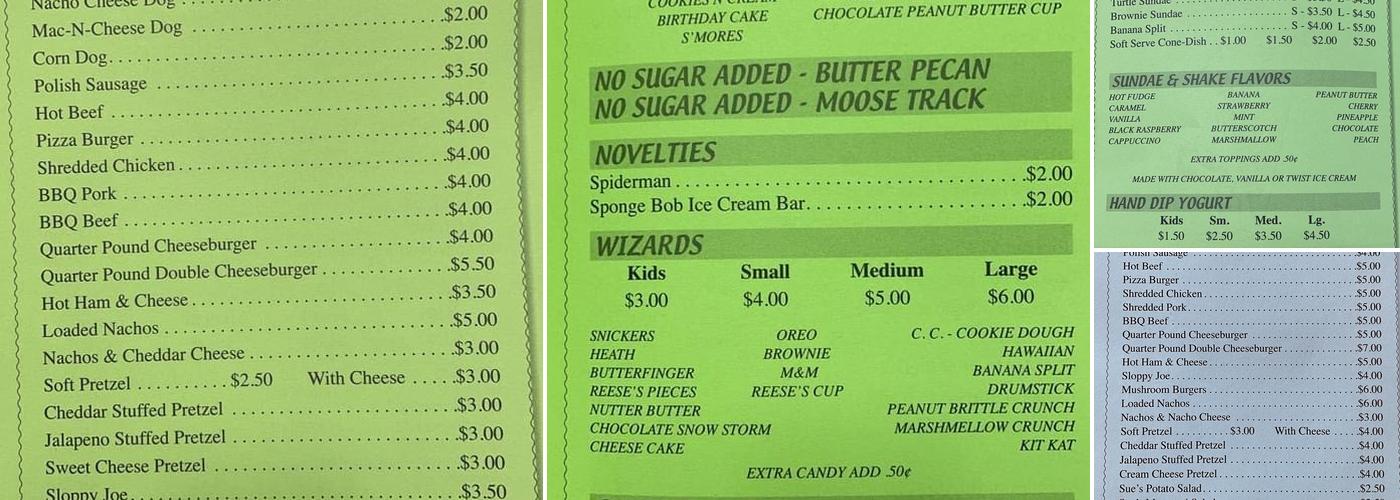 Nacho Cheese Dog
Mac-N-Cheese Dog $2.00
Corn Dog $2.00
Polish Sausage $3.50
Hot Beef $4.00
Pizza Burger $4.00
Shredded Chicken $4.00
BBQ Pork $4.00
BBQ Beef $4.00
Quarter Pound Cheeseburger $4.00
Quarter Pound Double Cheeseburger $5.50
Hot Ham & Cheese $3.50
Loaded Nachos $5.00
Nachos & Cheddar Cheese $3.00
Soft Pretzel $2.50 With Cheese $3.00
Cheddar Stuffed Pretzel $3.00
Jalapeno Stuffed Pretzel $3.00
Sweet Cheese Pretzel $3.00
Sloppy Joe $3.50
COOKIES N CREAM
BIRTHDAY CAKE CHOCOLATE PEANUT BUTTER CUP
S'MORES
NO SUGAR ADDED - BUTTER PECAN
NO SUGAR ADDED - MOOSE TRACK
NOVELTIES
Spiderman $2.00
Sponge Bob Ice Cream Bar $2.00
WIZARDS
Kids Small Medium Large
$3.00 $4.00 $5.00 $6.00
SNICKERS OREO C. C. - COOKIE DOUGH
HEATH BROWNIE HAWAIIAN
BUTTERFINGER M&M BANANA SPLIT
REESE'S PIECES REESE'S CUP DRUMSTICK
NUTTER BUTTER PEANUT BRITTLE CRUNCH
CHOCOLATE SNOW STORM MARSHMELLOW CRUNCH
CHEESE CAKE KIT KAT
EXTRA CANDY ADD .50¢
Turtle Sundae
Brownie Sundae S - $3.50 L - $4.50
Banana Split S - $4.00 L - $5.00
Soft Serve Cone-Dish $1.00 $1.50 $2.00 $2.50
SUNDAE & SHAKE FLAVORS
HOT FUDGE BANANA PEANUT BUTTER
CARAMEL STRAWBERRY CHERRY
VANILLA MINT PINEAPPLE
BLACK RASPBERRY BUTTERSCOTCH CHOCOLATE
CAPPUCCINO MARSHMALLOW PEACH
EXTRA TOPPINGS ADD .50¢
MADE WITH CHOCOLATE, VANILLA OR TWIST ICE CREAM
HAND DIP YOGURT
Kids Sm. Med. Lg.
$1.50 $2.50 $3.50 $4.50
Polish Sausage $4.00
Hot Beef $5.00
Pizza Burger $5.00
Shredded Chicken $5.00
Shredded Pork $5.00
BBQ Beef $5.00
Quarter Pound Cheeseburger $5.00
Quarter Pound Double Cheeseburger $7.00
Hot Ham & Cheese $5.00
Sloppy Joe $4.00
Mushroom Burgers $6.00
Loaded Nachos $6.00
Nachos & Nacho Cheese $3.00
Soft Pretzel $3.00 With Cheese $4.00
Cheddar Stuffed Pretzel $4.00
Jalapeno Stuffed Pretzel $4.00
Cream Cheese Pretzel $4.00
Sue's Potato Salad $2.50